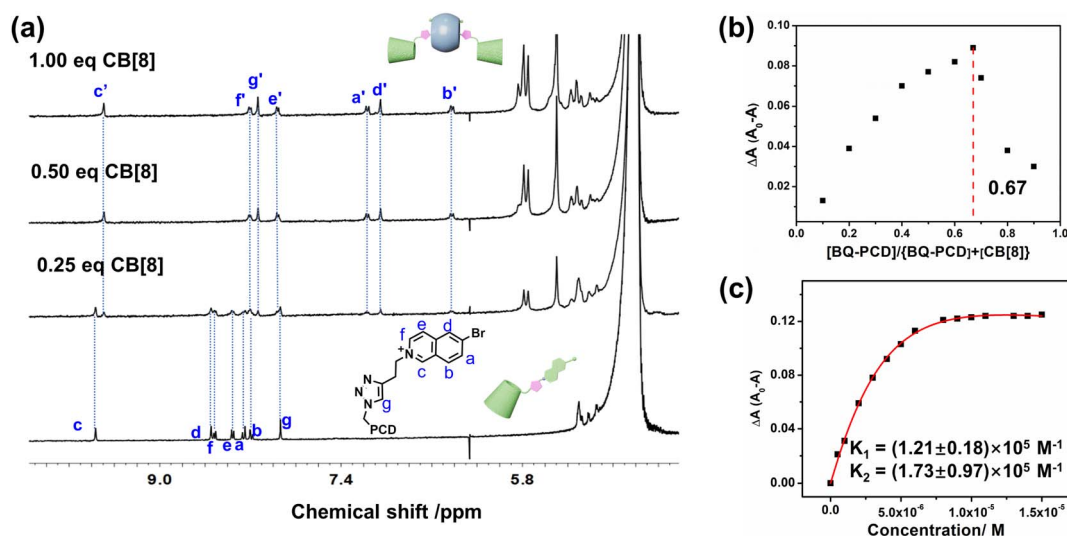 (a)
1.00 eq CB[8]
c’ f' g' e' a' d' b'
0.50 eq CB[8]
0.25 eq CB[8]
f e d Br
N + c b a
N N N g
PCD
c d f e a b g
9.0 7.4 5.8
Chemical shift /ppm
(b)
ΔA (A₀-A)
0.10
0.08
0.06
0.04
0.02
0.00
0.67
0.0 0.2 0.4 0.6 0.8 1.0
[BQ-PCD]/{BQ-PCD]+[CB[8]}
(c)
ΔA (A₀-A)
0.12
0.08
0.04
0.00
K₁ = (1.21±0.18)×10⁵ M⁻¹
K₂ = (1.73±0.97)×10⁵ M⁻¹
0.0 5.0x10⁻⁶ 1.0x10⁻⁵ 1.5x10⁻⁵
Concentration/ M